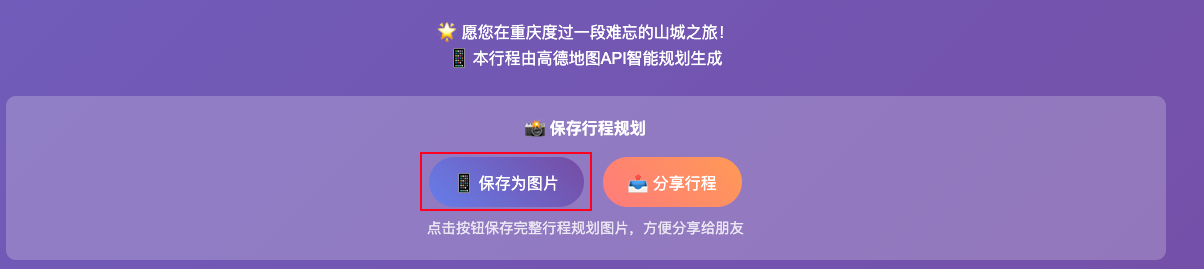 🌟 愿您在重庆度过一段难忘的山城之旅！
📱 本行程由高德地图API智能规划生成
📸 保存行程规划
📱 保存为图片
📤 分享行程
点击按钮保存完整行程规划图片，方便分享给朋友